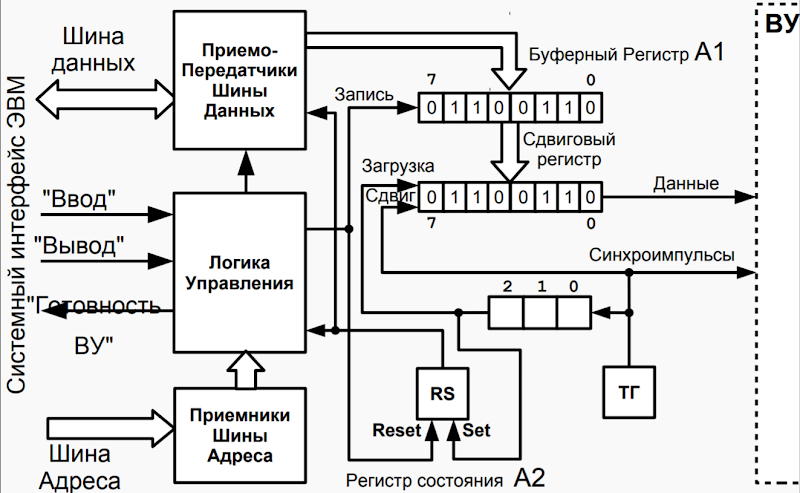 Системный интерфейс ЭВМ
Шина
данных
Приемо-
Передатчики
Шины
Данных
Буферный Регистр А1
7 0
Запись
0 1 1 0 0 1 1 0
Сдвиговый
регистр
Загрузка
Сдвиг
0 1 1 0 0 1 1 0
7 0
Данные
ВУ
"Ввод"
"Вывод"
"Готовность
ВУ"
Логика
Управления
Синхроимпульсы
2 1 0
RS
ТГ
Reset
Set
Приемники
Шины
Адреса
Шина
Адреса
Регистр состояния А2